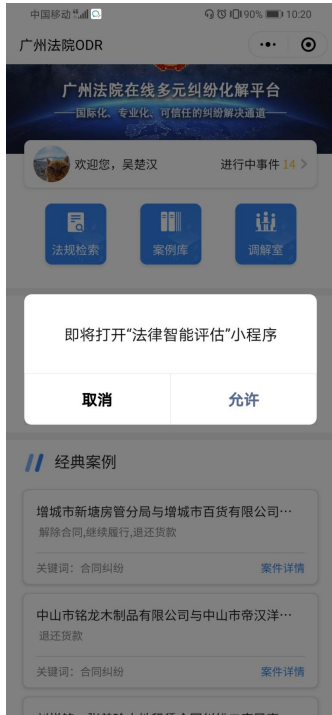 中国移动 90% 10:20
广州法院ODR
广州法院在线多元纠纷化解平台
——国际化、专业化、可信任的纠纷解决通道——
欢迎您，吴楚汉 进行中事件 14 >
法规检索 案例库 调解室
即将打开“法律智能评估”小程序
取消 允许
经典案例
增城市新塘房管分局与增城市百货有限公司…
解除合同,继续履行,退还货款
关键词：合同纠纷 案件详情
中山市铭龙木制品有限公司与中山市帝汉洋…
退还货款
关键词：合同纠纷 案件详情